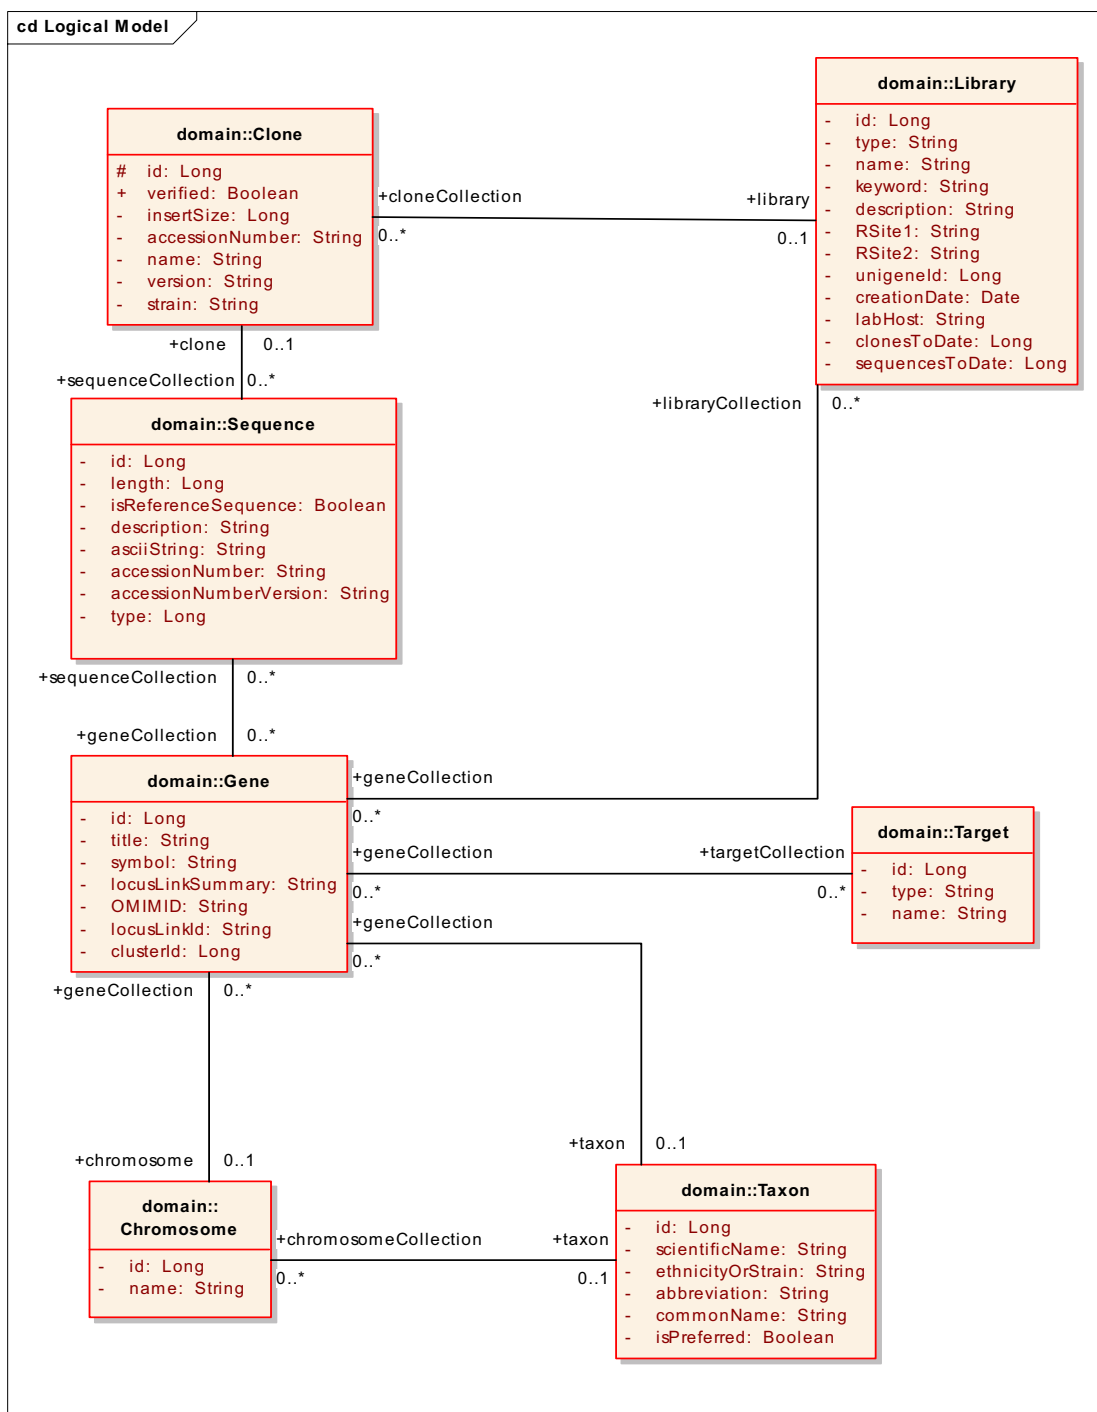 cd Logical Model
domain::Library
- id: Long
- type: String
- name: String
- keyword: String
- description: String
- RSite1: String
- RSite2: String
- unigeneId: Long
- creationDate: Date
- labHost: String
- clonesToDate: Long
- sequencesToDate: Long
domain::Clone
# id: Long
+ verified: Boolean
- insertSize: Long
- accessionNumber: String
- name: String
- version: String
- strain: String
+cloneCollection
0..*
+library
0..1
+clone 0..1
+sequenceCollection 0..*
+libraryCollection 0..*
domain::Sequence
- id: Long
- length: Long
- isReferenceSequence: Boolean
- description: String
- asciiString: String
- accessionNumber: String
- accessionNumberVersion: String
- type: Long
+sequenceCollection 0..*
+geneCollection 0..*
domain::Gene
- id: Long
- title: String
- symbol: String
- locusLinkSummary: String
- OMIMID: String
- locusLinkId: String
- clusterId: Long
+geneCollection
0..*
+geneCollection
0..*
+targetCollection
0..*
domain::Target
- id: Long
- type: String
- name: String
+geneCollection
0..*
+geneCollection 0..*
+chromosome 0..1
+taxon 0..1
domain::
Chromosome
- id: Long
- name: String
+chromosomeCollection
0..*
+taxon
0..1
domain::Taxon
- id: Long
- scientificName: String
- ethnicityOrStrain: String
- abbreviation: String
- commonName: String
- isPreferred: Boolean